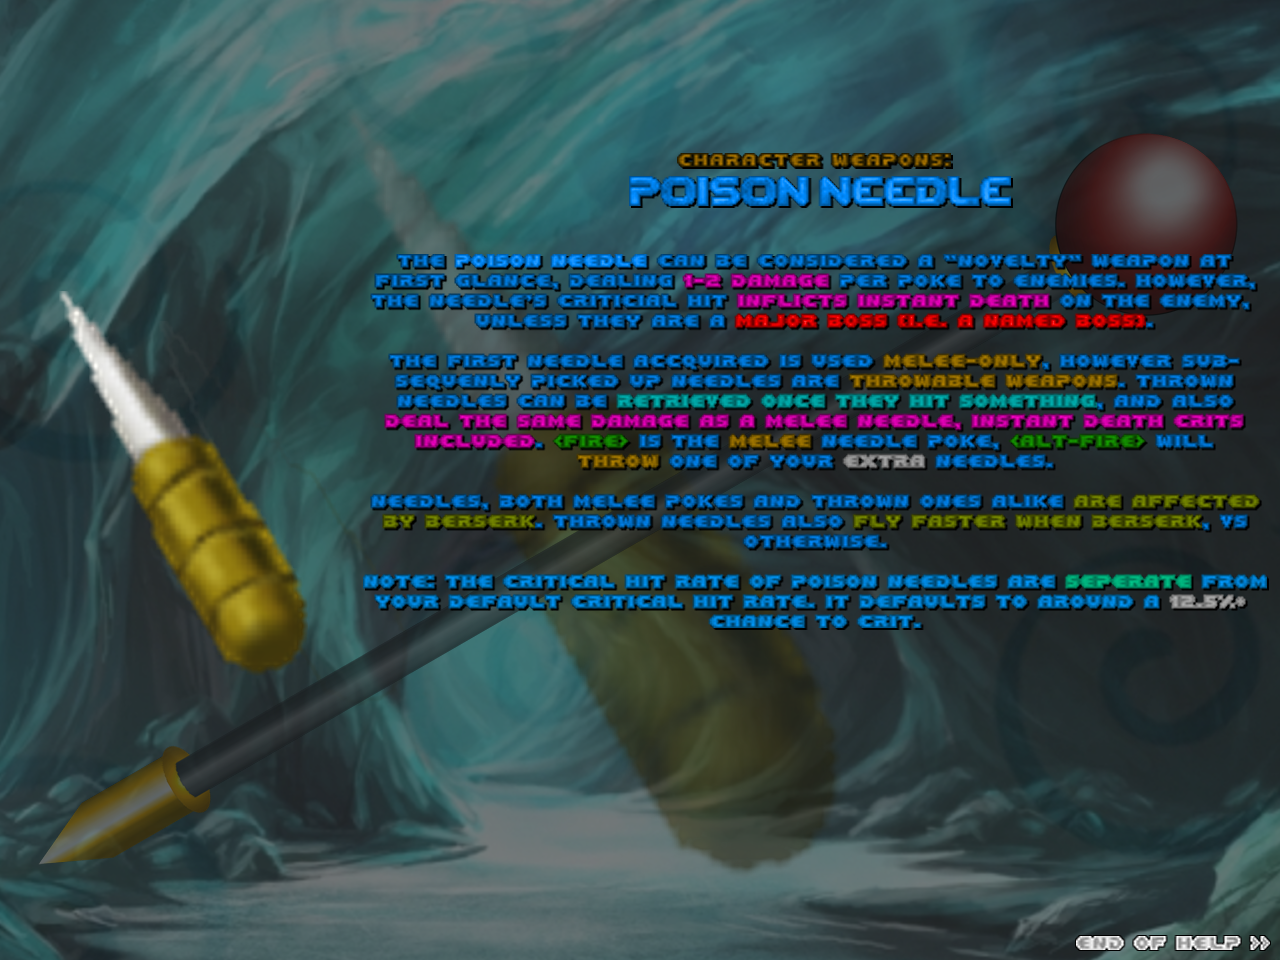 CHARACTER WEAPONS:
POISON NEEDLE
THE POISON NEEDLE CAN BE CONSIDERED A "NOVELTY" WEAPON AT
FIRST GLANCE, DEALING 1-2 DAMAGE PER POKE TO ENEMIES. HOWEVER,
THE NEEDLE'S CRITICIAL HIT INFLICTS INSTANT DEATH ON THE ENEMY,
UNLESS THEY ARE A MAJOR BOSS (I.E. A NAMED BOSS).
THE FIRST NEEDLE ACCQUIRED IS USED MELEE-ONLY, HOWEVER SUB-
SEQUENLY PICKED UP NEEDLES ARE THROWABLE WEAPONS. THROWN
NEEDLES CAN BE RETRIEVED ONCE THEY HIT SOMETHING, AND ALSO
DEAL THE SAME DAMAGE AS A MELEE NEEDLE, INSTANT DEATH CRITS
INCLUDED. <FIRE> IS THE MELEE NEEDLE POKE, <ALT-FIRE> WILL
THROW ONE OF YOUR EXTRA NEEDLES.
NEEDLES, BOTH MELEE POKES AND THROWN ONES ALIKE ARE AFFECTED
BY BERSERK. THROWN NEEDLES ALSO FLY FASTER WHEN BERSERK, VS
OTHERWISE.
NOTE: THE CRITICAL HIT RATE OF POISON NEEDLES ARE SEPERATE FROM
YOUR DEFAULT CRITICAL HIT RATE. IT DEFAULTS TO AROUND A 12.5%+
CHANCE TO CRIT.
END OF HELP >>